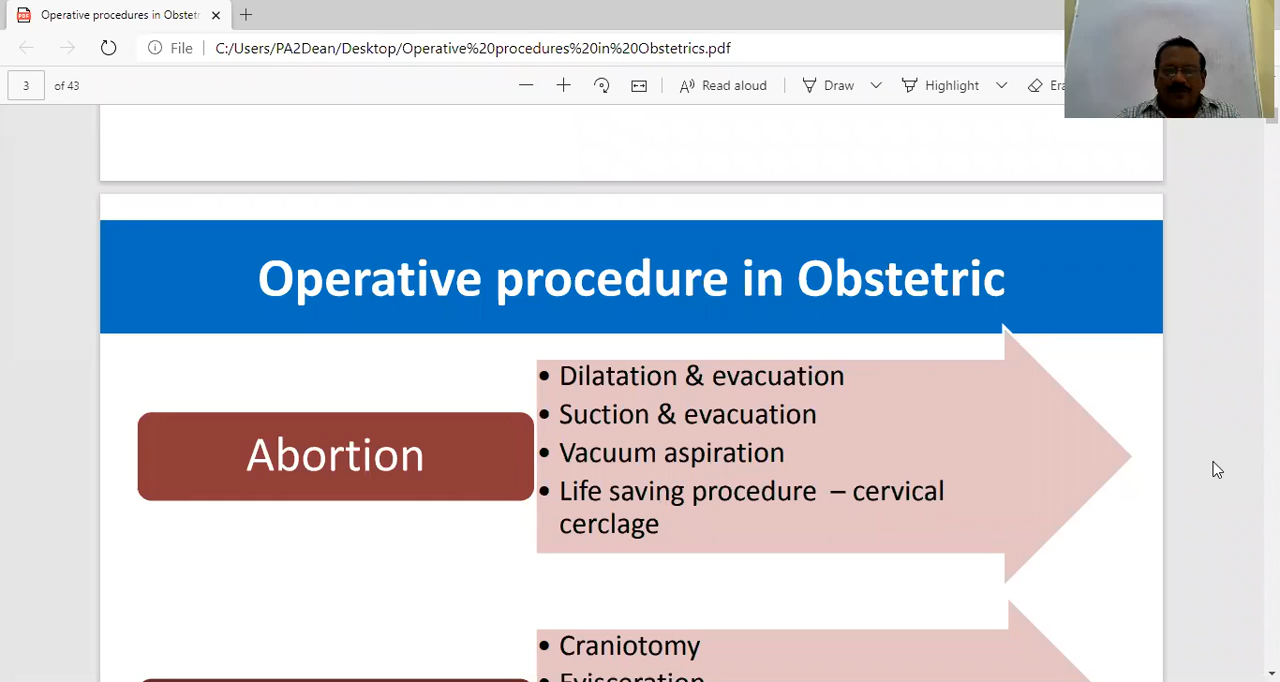 Operative procedures in Obstetr
File
C:/Users/PA2Dean/Desktop/Operative%20procedures%20in%20Obstetrics.pdf
3 of 43
Read aloud
Draw
Highlight
Era
Operative procedure in Obstetric
Abortion
• Dilatation & evacuation
• Suction & evacuation
• Vacuum aspiration
• Life saving procedure – cervical
cerclage
• Craniotomy
• Evisceration